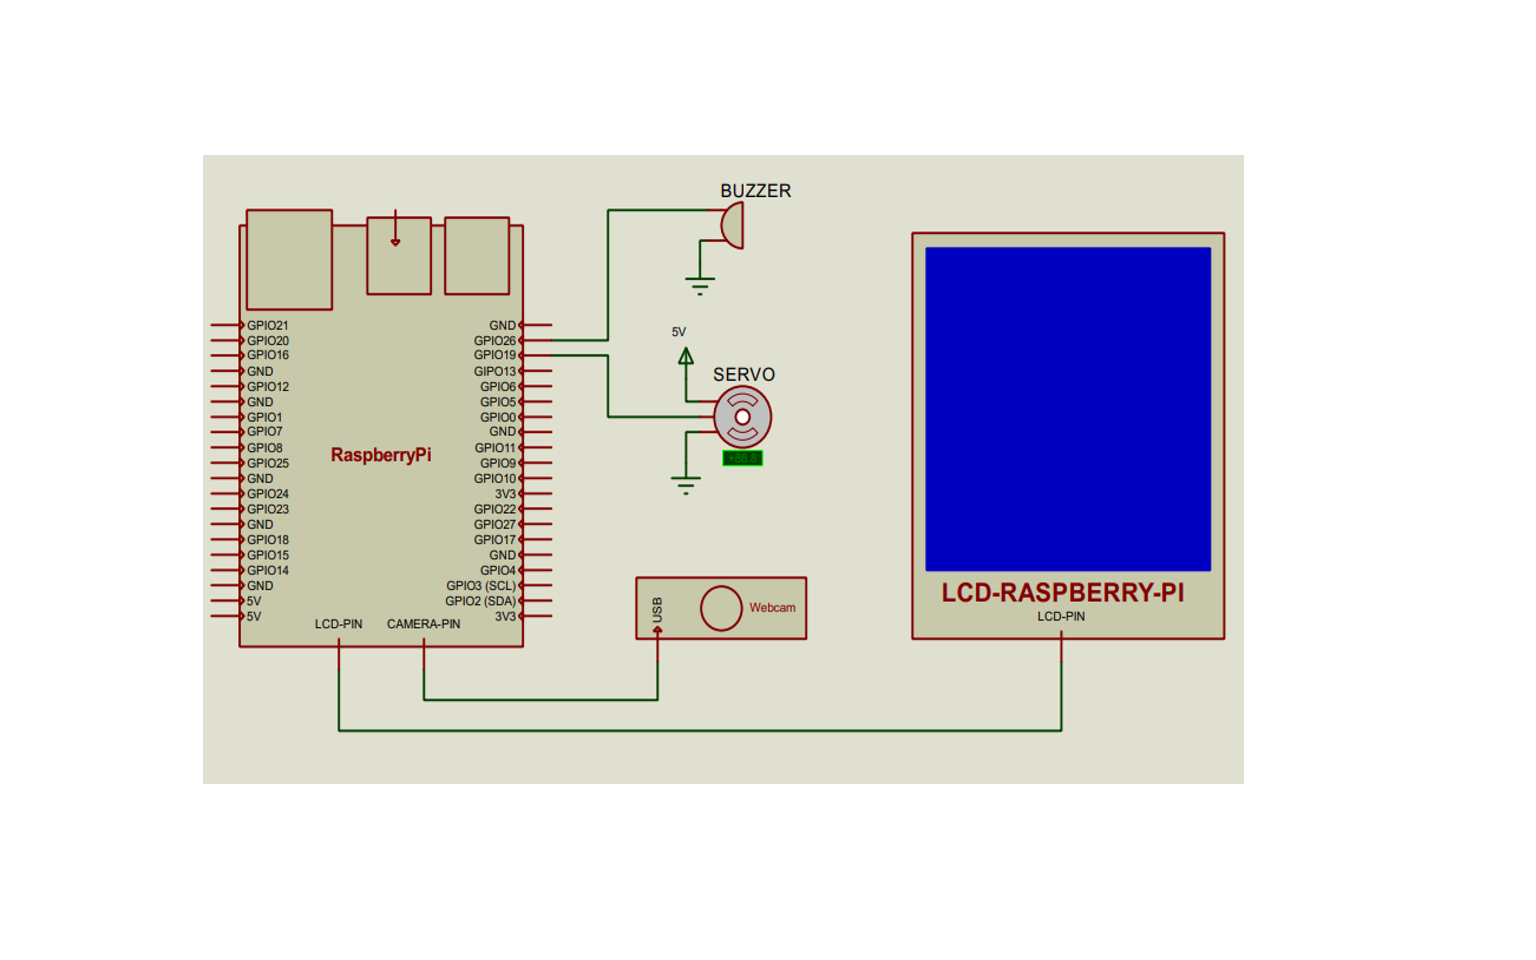 BUZZER
GPIO21
GPIO20
GPIO16
GND
GPIO12
GND
GPIO1
GPIO7
GPIO8
GPIO25
GND
GPIO24
GPIO23
GND
GPIO18
GPIO15
GPIO14
GND
5V
5V
RaspberryPi
GND
GPIO26
GPIO19
GIPO13
GPIO6
GPIO5
GPIO0
GND
GPIO11
GPIO9
GPIO10
3V3
GPIO22
GPIO27
GPIO17
GND
GPIO4
GPIO3 (SCL)
GPIO2 (SDA)
3V3
LCD-PIN
CAMERA-PIN
5V
SERVO
USB
Webcam
LCD-RASPBERRY-PI
LCD-PIN